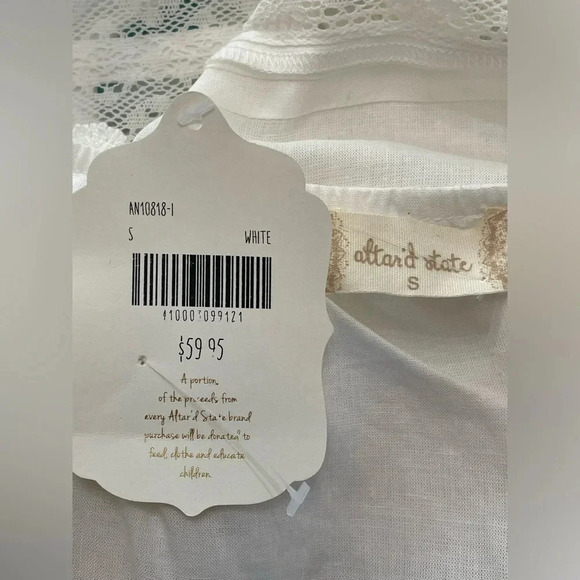 AN10818-1
S WHITE
410003099121
$59.95
A portion
of the proceeds from
every Altar'd State brand
purchase will be donated to
feed, clothe and educate
children.
altar'd state
S